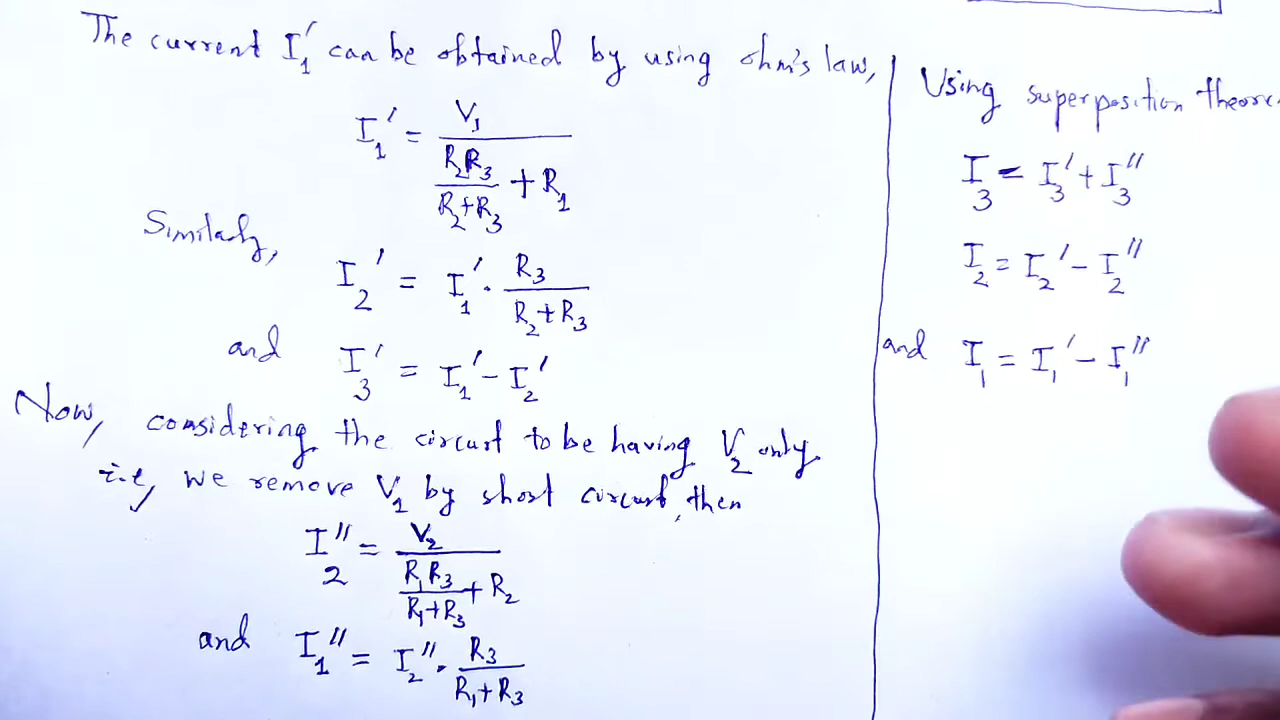 The current I₁' can be obtained by using ohm's law,
I₁' = V₁ / (R₂R₃ / (R₂+R₃) + R₁)
Similarly,
I₂' = I₁' · R₃ / (R₂+R₃)
and I₃' = I₁' - I₂'
Now, considering the circuit to be having V₂ only
i.e, we remove V₁ by short circuit, then
I₂'' = V₂ / (R₁R₃ / (R₁+R₃) + R₂)
and I₁'' = I₂'' · R₃ / (R₁+R₃)
Using superposition theore
I₃ = I₃' + I₃''
I₂ = I₂' - I₂''
and I₁ = I₁' - I₁''